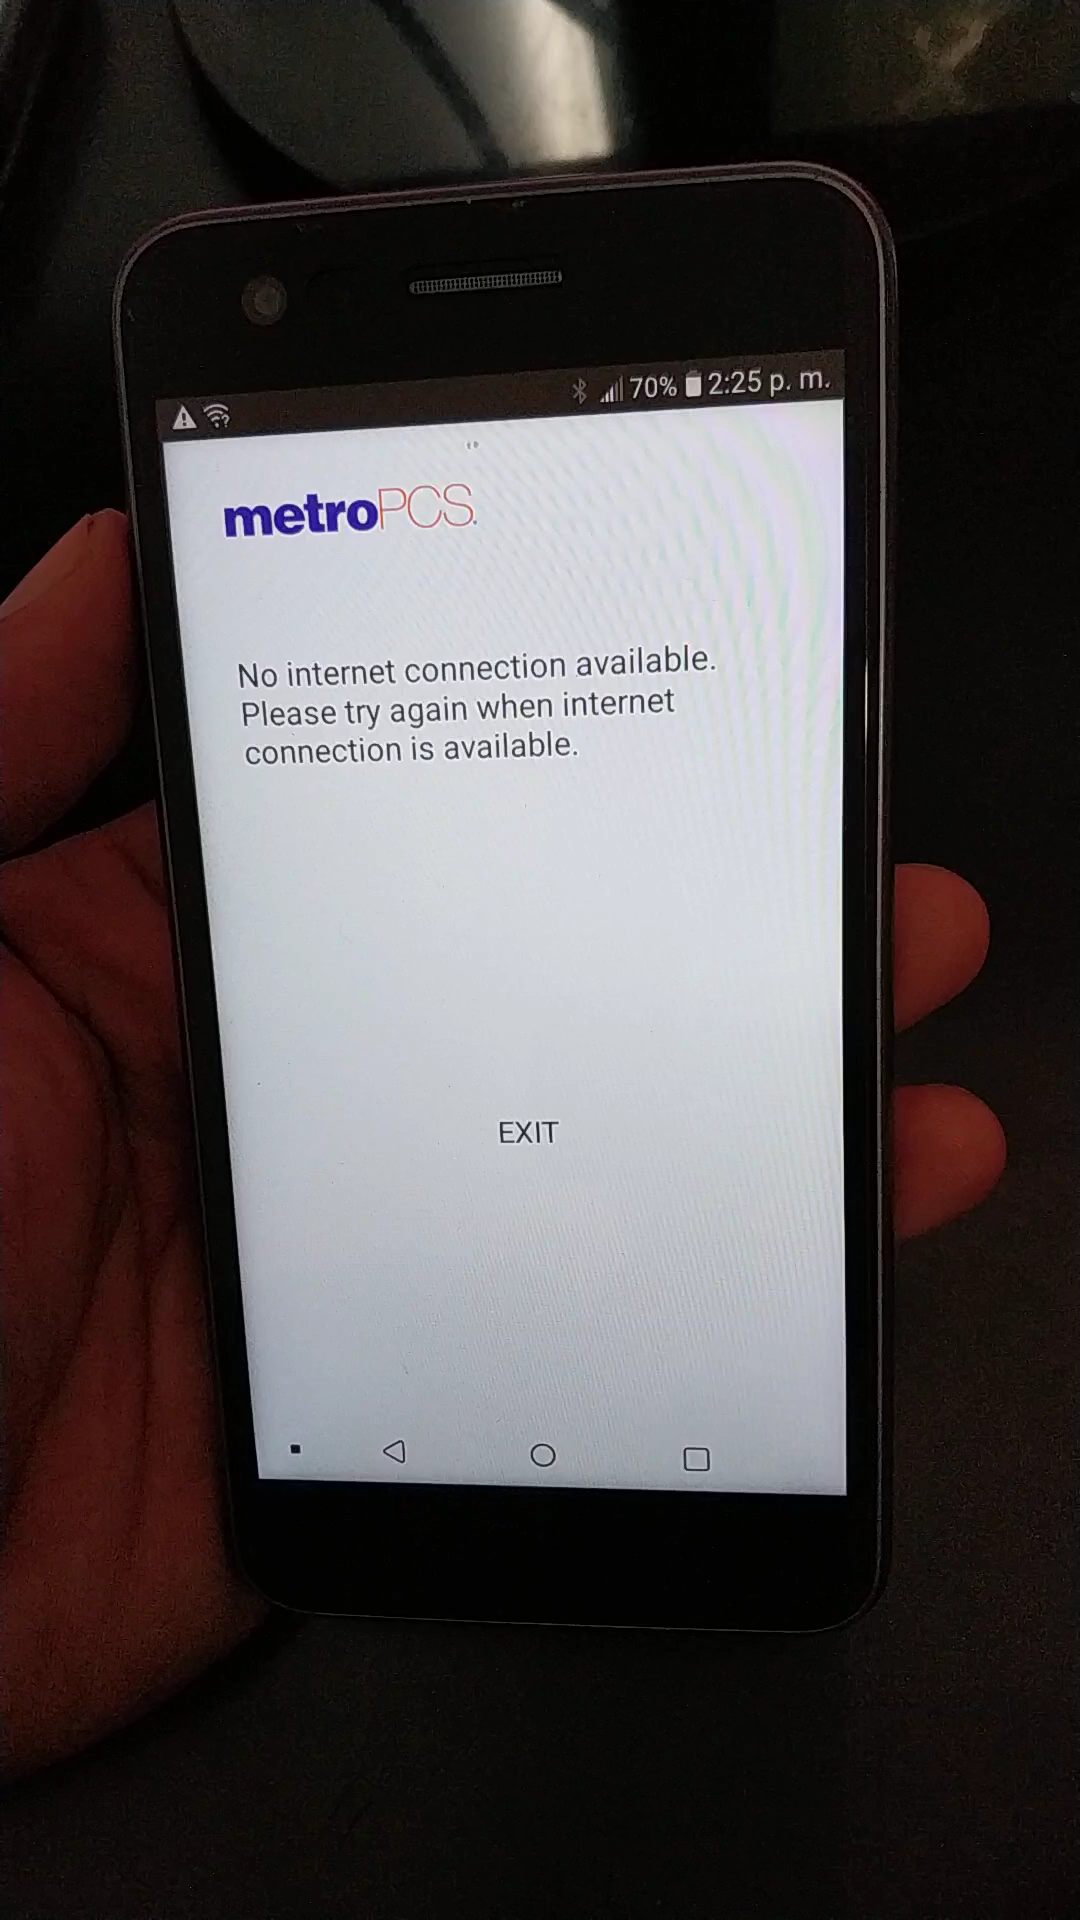 70% 2:25 p. m.
metroPCS.
No internet connection available.
Please try again when internet
connection is available.
EXIT